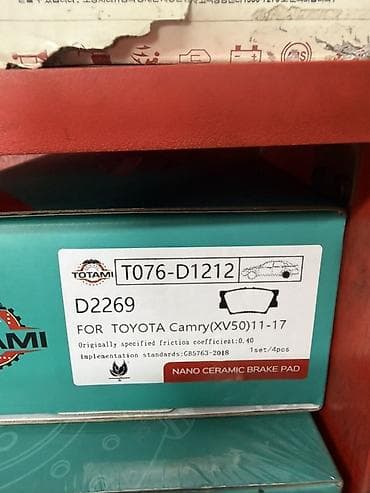 TOTAMI
T076-D1212
D2269
FOR TOYOTA Camry(XV50)11-17
Originally specified friction coefficient:0.40
Implementation standards:GB5763-2018
1set/4pcs
NANO CERAMIC BRAKE PAD
TAMI